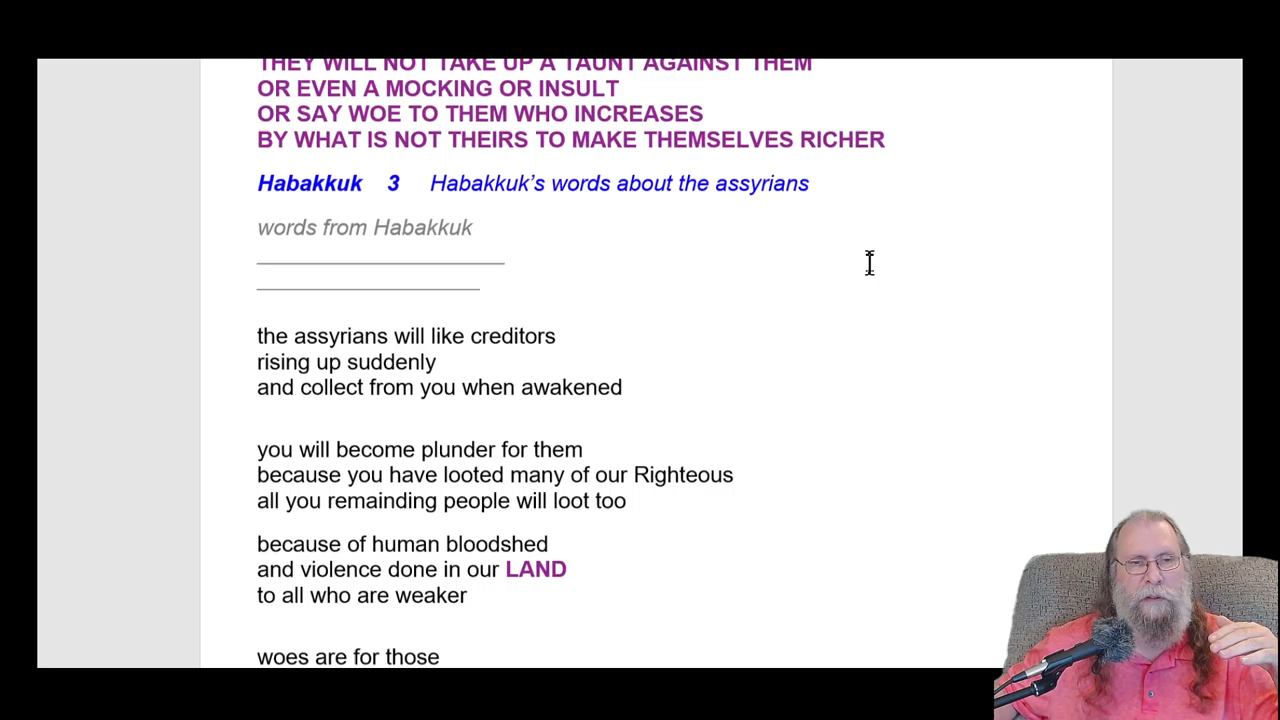 THEY WILL NOT TAKE UP A TAUNT AGAINST THEM
OR EVEN A MOCKING OR INSULT
OR SAY WOE TO THEM WHO INCREASES
BY WHAT IS NOT THEIRS TO MAKE THEMSELVES RICHER
Habakkuk 3 Habakkuk's words about the assyrians
words from Habakkuk
the assyrians will like creditors
rising up suddenly
and collect from you when awakened
you will become plunder for them
because you have looted many of our Righteous
all you remainding people will loot too
because of human bloodshed
and violence done in our LAND
to all who are weaker
woes are for those